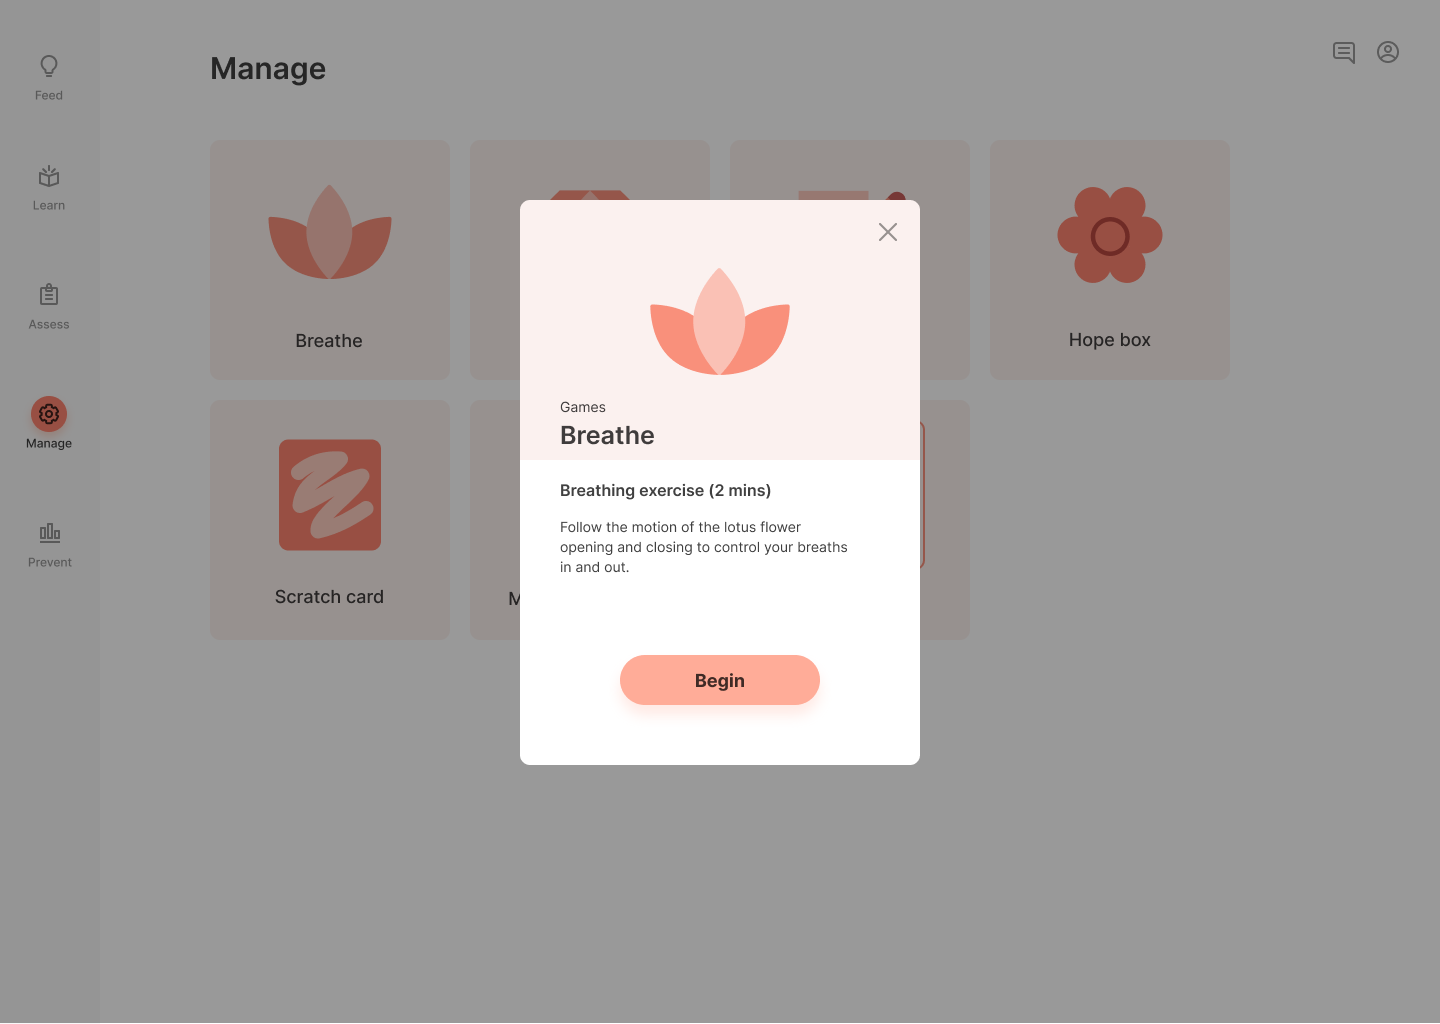 Manage
Feed
Learn
Assess
Manage
Prevent
Breathe
Hope box
Scratch card
M
Games
Breathe
Breathing exercise (2 mins)
Follow the motion of the lotus flower
opening and closing to control your breaths
in and out.
Begin